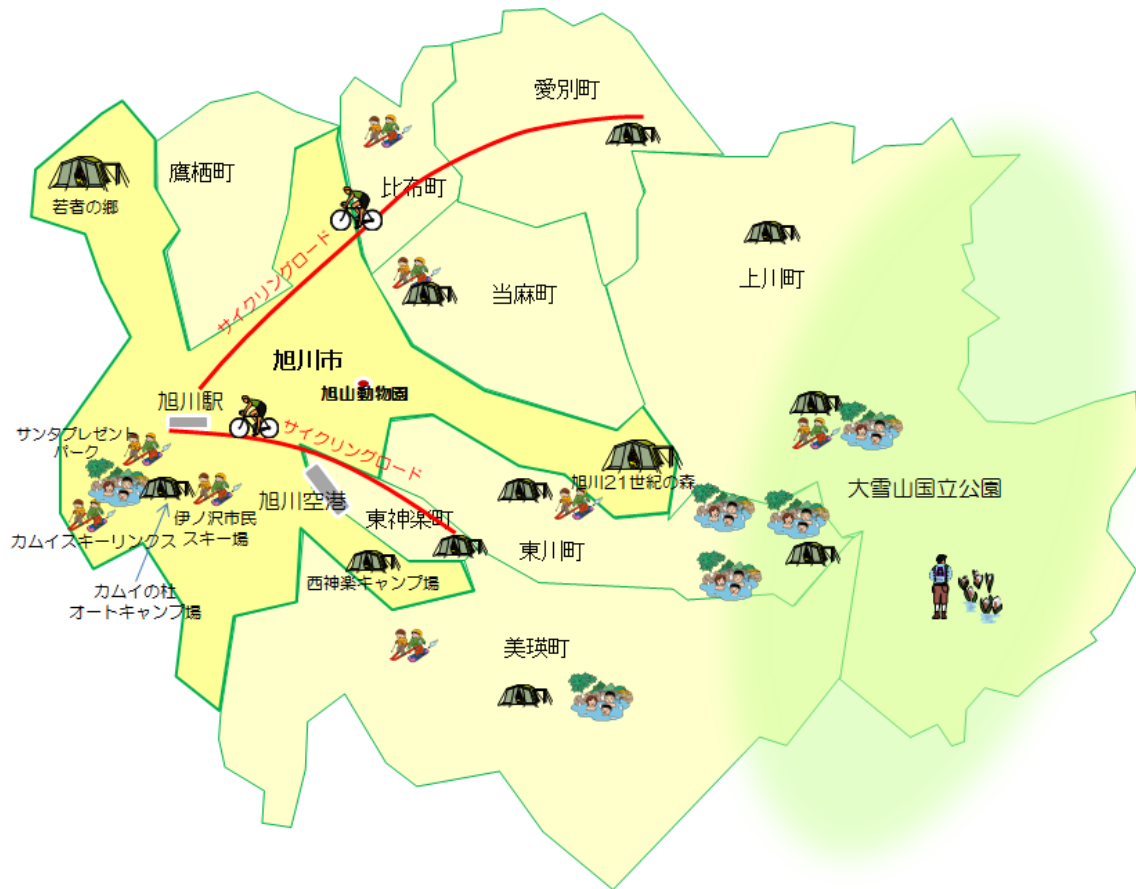 愛別町
鷹栖町
比布町
若者の郷
サイクリングロード
上川町
当麻町
旭川市
旭山動物園
旭川駅
サンタプレゼント
パーク
サイクリングロード
旭川21世紀の森
大雪山国立公園
旭川空港
東神楽町
伊ノ沢市民
スキー場
カムイスキーリンクス
東川町
西神楽キャンプ場
カムイの杜
オートキャンプ場
美瑛町